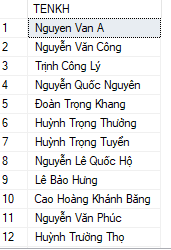 TENKH
1 Nguyen Van A
2 Nguyễn Văn Công
3 Trịnh Công Lý
4 Nguyễn Quốc Nguyên
5 Đoàn Trọng Khang
6 Huỳnh Trọng Thưởng
7 Huỳnh Trọng Tuyển
8 Nguyễn Lê Quốc Hộ
9 Lê Bảo Hưng
10 Cao Hoàng Khánh Băng
11 Nguyễn Văn Phúc
12 Huỳnh Trường Thọ